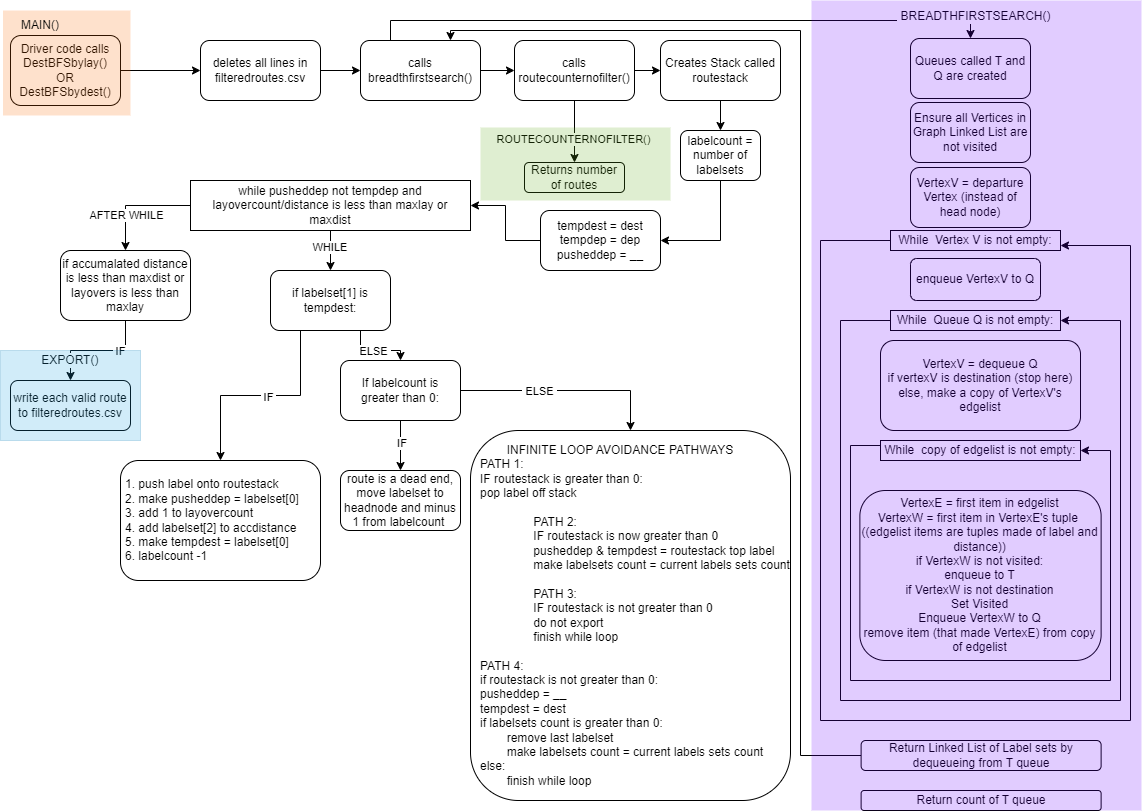 MAIN()
Driver code calls
DestBFSbylay()
OR
DestBFSbydest()
deletes all lines in
filteredroutes.csv
calls
breadthfirstsearch()
calls
routecounternofilter()
Creates Stack called
routestack
ROUTECOUNTERNOFILTER()
Returns number
of routes
labelcount =
number of
labelsets
tempdest = dest
tempdep = dep
pusheddep = __
while pusheddep not tempdep and
layovercount/distance is less than maxlay or
maxdist
AFTER WHILE
WHILE
if accumalated distance
is less than maxdist or
layovers is less than
maxlay
IF
EXPORT()
write each valid route
to filteredroutes.csv
if labelset[1] is
tempdest:
IF
ELSE
If labelcount is
greater than 0:
ELSE
IF
1. push label onto routestack
2. make pusheddep = labelset[0]
3. add 1 to layovercount
4. add labelset[2] to accdistance
5. make tempdest = labelset[0]
6. labelcount -1
route is a dead end,
move labelset to
headnode and minus
1 from labelcount
INFINITE LOOP AVOIDANCE PATHWAYS
PATH 1:
IF routestack is greater than 0:
pop label off stack
PATH 2:
IF routestack is now greater than 0
pusheddep & tempdest = routestack top label
make labelsets count = current labels sets count
PATH 3:
IF routestack is not greater than 0
do not export
finish while loop
PATH 4:
if routestack is not greater than 0:
pusheddep = __
tempdest = dest
if labelsets count is greater than 0:
remove last labelset
make labelsets count = current labels sets count
else:
finish while loop
BREADTHFIRSTSEARCH()
Queues called T and
Q are created
Ensure all Vertices in
Graph Linked List are
not visited
VertexV = departure
Vertex (instead of
head node)
While Vertex V is not empty:
enqueue VertexV to Q
While Queue Q is not empty:
VertexV = dequeue Q
if vertexV is destination (stop here)
else, make a copy of VertexV's
edgelist
While copy of edgelist is not empty:
VertexE = first item in edgelist
VertexW = first item in VertexE's tuple
((edgelist items are tuples made of label and
distance))
if VertexW is not visited:
enqueue to T
if VertexW is not destination
Set Visited
Enqueue VertexW to Q
remove item (that made VertexE) from copy
of edgelist
Return Linked List of Label sets by
dequeueing from T queue
Return count of T queue